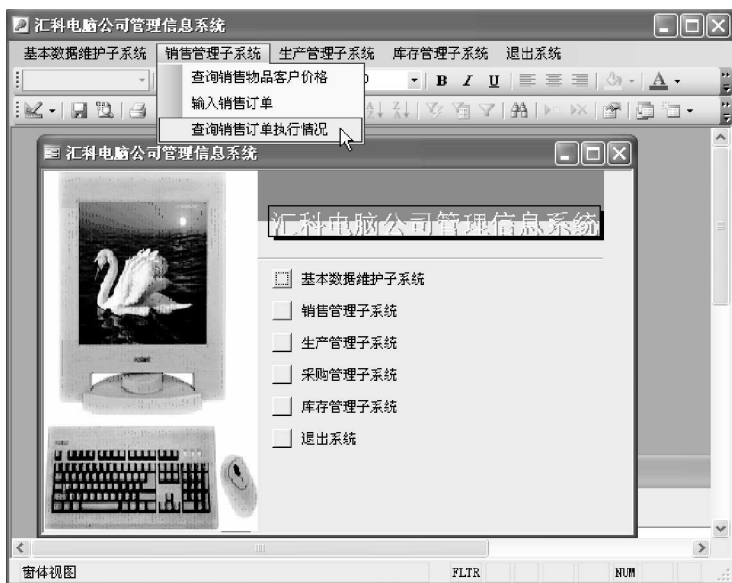 汇科电脑公司管理信息系统
基本数据维护子系统 销售管理子系统 生产管理子系统 库存管理子系统 退出系统
查询销售物品客户价格
B I U A
输入销售订单
查询销售订单执行情况
汇科电脑公司管理信息系统
汇科电脑公司管理信息系统
基本数据维护子系统
销售管理子系统
生产管理子系统
采购管理子系统
库存管理子系统
退出系统
窗体视图 FLTR NUM